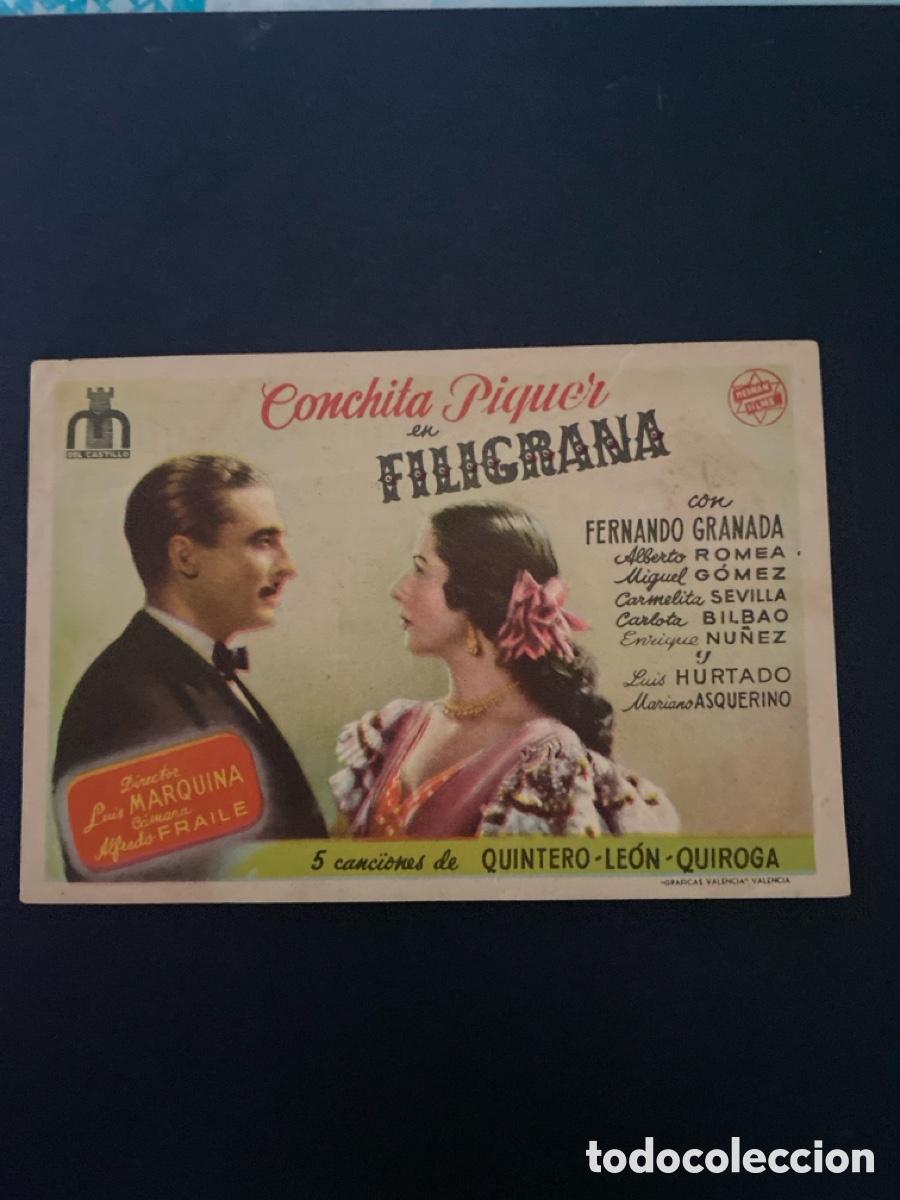 Conchita Piquer
en
FILIGRANA
DEL CASTILLO
HELMAN
FILMS
con
FERNANDO GRANADA
Alberto ROMEA
Miguel GÓMEZ
Carmelita SEVILLA
Carlota BILBAO
Enrique NUÑEZ
y
Luis HURTADO
Mariano ASQUERINO
Director
Luis MARQUINA
Cámara
Alfredo FRAILE
5 canciones de QUINTERO-LEÓN-QUIROGA
"GRAFICAS VALENCIA" VALENCIA
todocoleccion